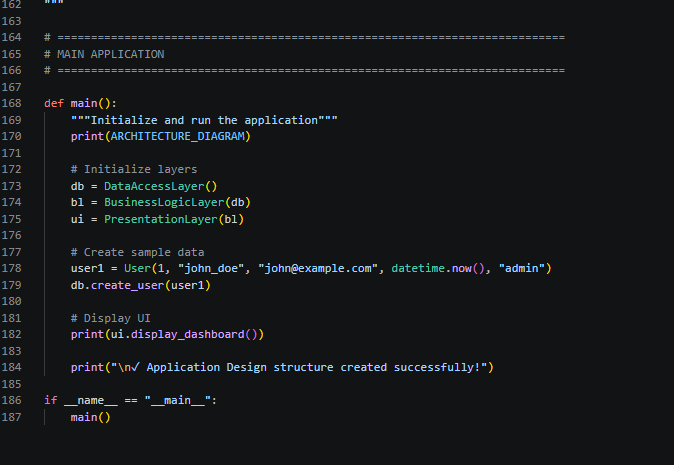 162 """
163
164 # ===========================================================================
165 # MAIN APPLICATION
166 # ===========================================================================
167
168 def main():
169     """Initialize and run the application"""
170     print(ARCHITECTURE_DIAGRAM)
171
172     # Initialize layers
173     db = DataAccessLayer()
174     bl = BusinessLogicLayer(db)
175     ui = PresentationLayer(bl)
176
177     # Create sample data
178     user1 = User(1, "john_doe", "john@example.com", datetime.now(), "admin")
179     db.create_user(user1)
180
181     # Display UI
182     print(ui.display_dashboard())
183
184     print("\n✓ Application Design structure created successfully!")
185
186 if __name__ == "__main__":
187     main()